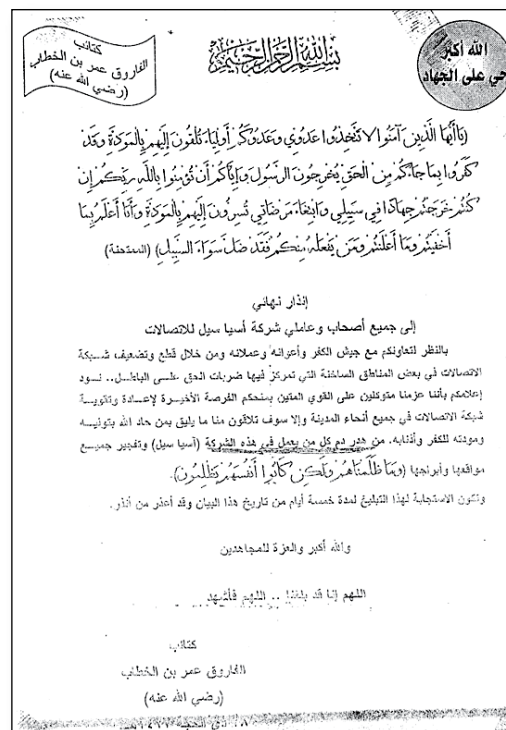 كتائب
الفاروق عمر بن الخطاب
(رضي الله عنه)
بسم الله الرحمن الرحيم
الله أكبر
حي على الجهاد
(يا أيها الذين آمنوا لا تتخذوا عدوي وعدوكم أولياء تلقون إليهم بالمودة وقد
كفروا بما جاءكم من الحق يخرجون الرسول وإياكم أن تؤمنوا بالله ربكم إن
كنتم خرجتم جهادا في سبيلي وابتغاء مرضاتي تسرون إليهم بالمودة وأنا أعلم بما
أخفيتم وما أعلنتم ومن يفعله منكم فقد ضل سواء السبيل) (الممتحنة)
إنذار نهائي
إلى جميع أصحاب وعاملي شركة أسيا سيل للاتصالات
بالنظر لتعاونكم مع جيش الكفر وأعوانه وعملائه ومن خلال قطع وتضعيف شبكة
الاتصالات في بعض المناطق الساخنة التي تمركز فيها ضربات الحق على الباطل.. نود
إعلامكم بأننا عزمنا متوكلين على القوي المتين بمنحكم الفرصة الأخيرة لإعادة وتقوية
شبكة الاتصالات في جميع أنحاء المدينة وإلا سوف تلاقون منا ما يليق بمن حاد الله بتوليه
ومودته للكفر وأذنابه. من هدر دم كل من يعمل في هذه الشركة (أسيا سيل) وتفجير جميع
مواقعها وأبراجها (وما ظلمناهم ولكن كانوا أنفسهم يظلمون).
وتكون الاستجابة لهذا التبليغ لمدة خمسة أيام من تاريخ هذا البيان وقد أعذر من أنذر.
والله أكبر والعزة للمجاهدين
اللهم إنا قد بلغنا .. اللهم فأشهد
كتائب
الفاروق عمر بن الخطاب
(رضي الله عنه)